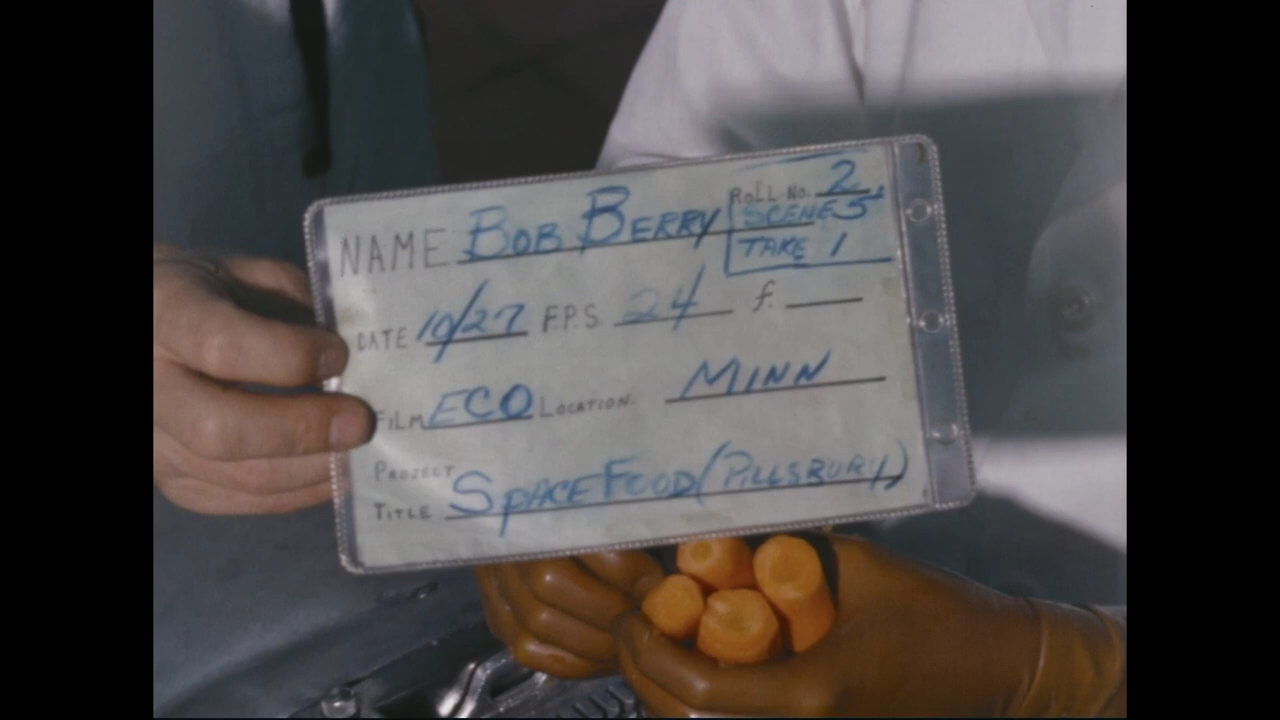 NAME BOB BERRY ROLL NO. 2
SCENE 5
TAKE 1
DATE 10/27 F.P.S. 24 f.
FILM ECO LOCATION MINN
PROJECT
TITLE SPACE FOOD (PILLSBURY)